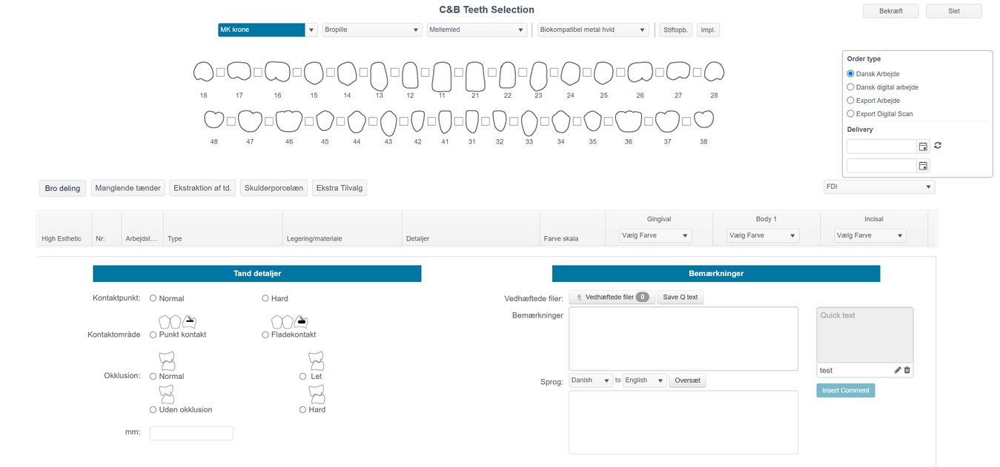 C&B Teeth Selection
Bekræft Slet
MK krone Bropille Mellemled Biokompatibel metal hvid Stiftopb. Impl.
Order type
Dansk Arbejde
Dansk digital arbejde
Export Arbejde
Export Digital Scan
Delivery
18 17 16 15 14 13 12 11 21 22 23 24 25 26 27 28
48 47 46 45 44 43 42 41 31 32 33 34 35 36 37 38
Bro deling Manglende tænder Ekstraktion af td. Skulderporcelæn Ekstra Tilvalg FDI
Gingival Body 1 Incisal
High Esthetic Nr: Arbejdst... Type Legering/materiale Detaljer Farve skala Vælg Farve Vælg Farve Vælg Farve
Tand detaljer
Kontaktpunkt: Normal Hard
Kontaktområde Punkt kontakt Fladekontakt
Okklusion: Normal Let
Uden okklusion Hard
mm:
Bemærkninger
Vedhæftede filer: Vedhæftede filer 0 Save Q text
Bemærkninger
Quick text
test
Sprog: Danish to English Oversæt
Insert Comment